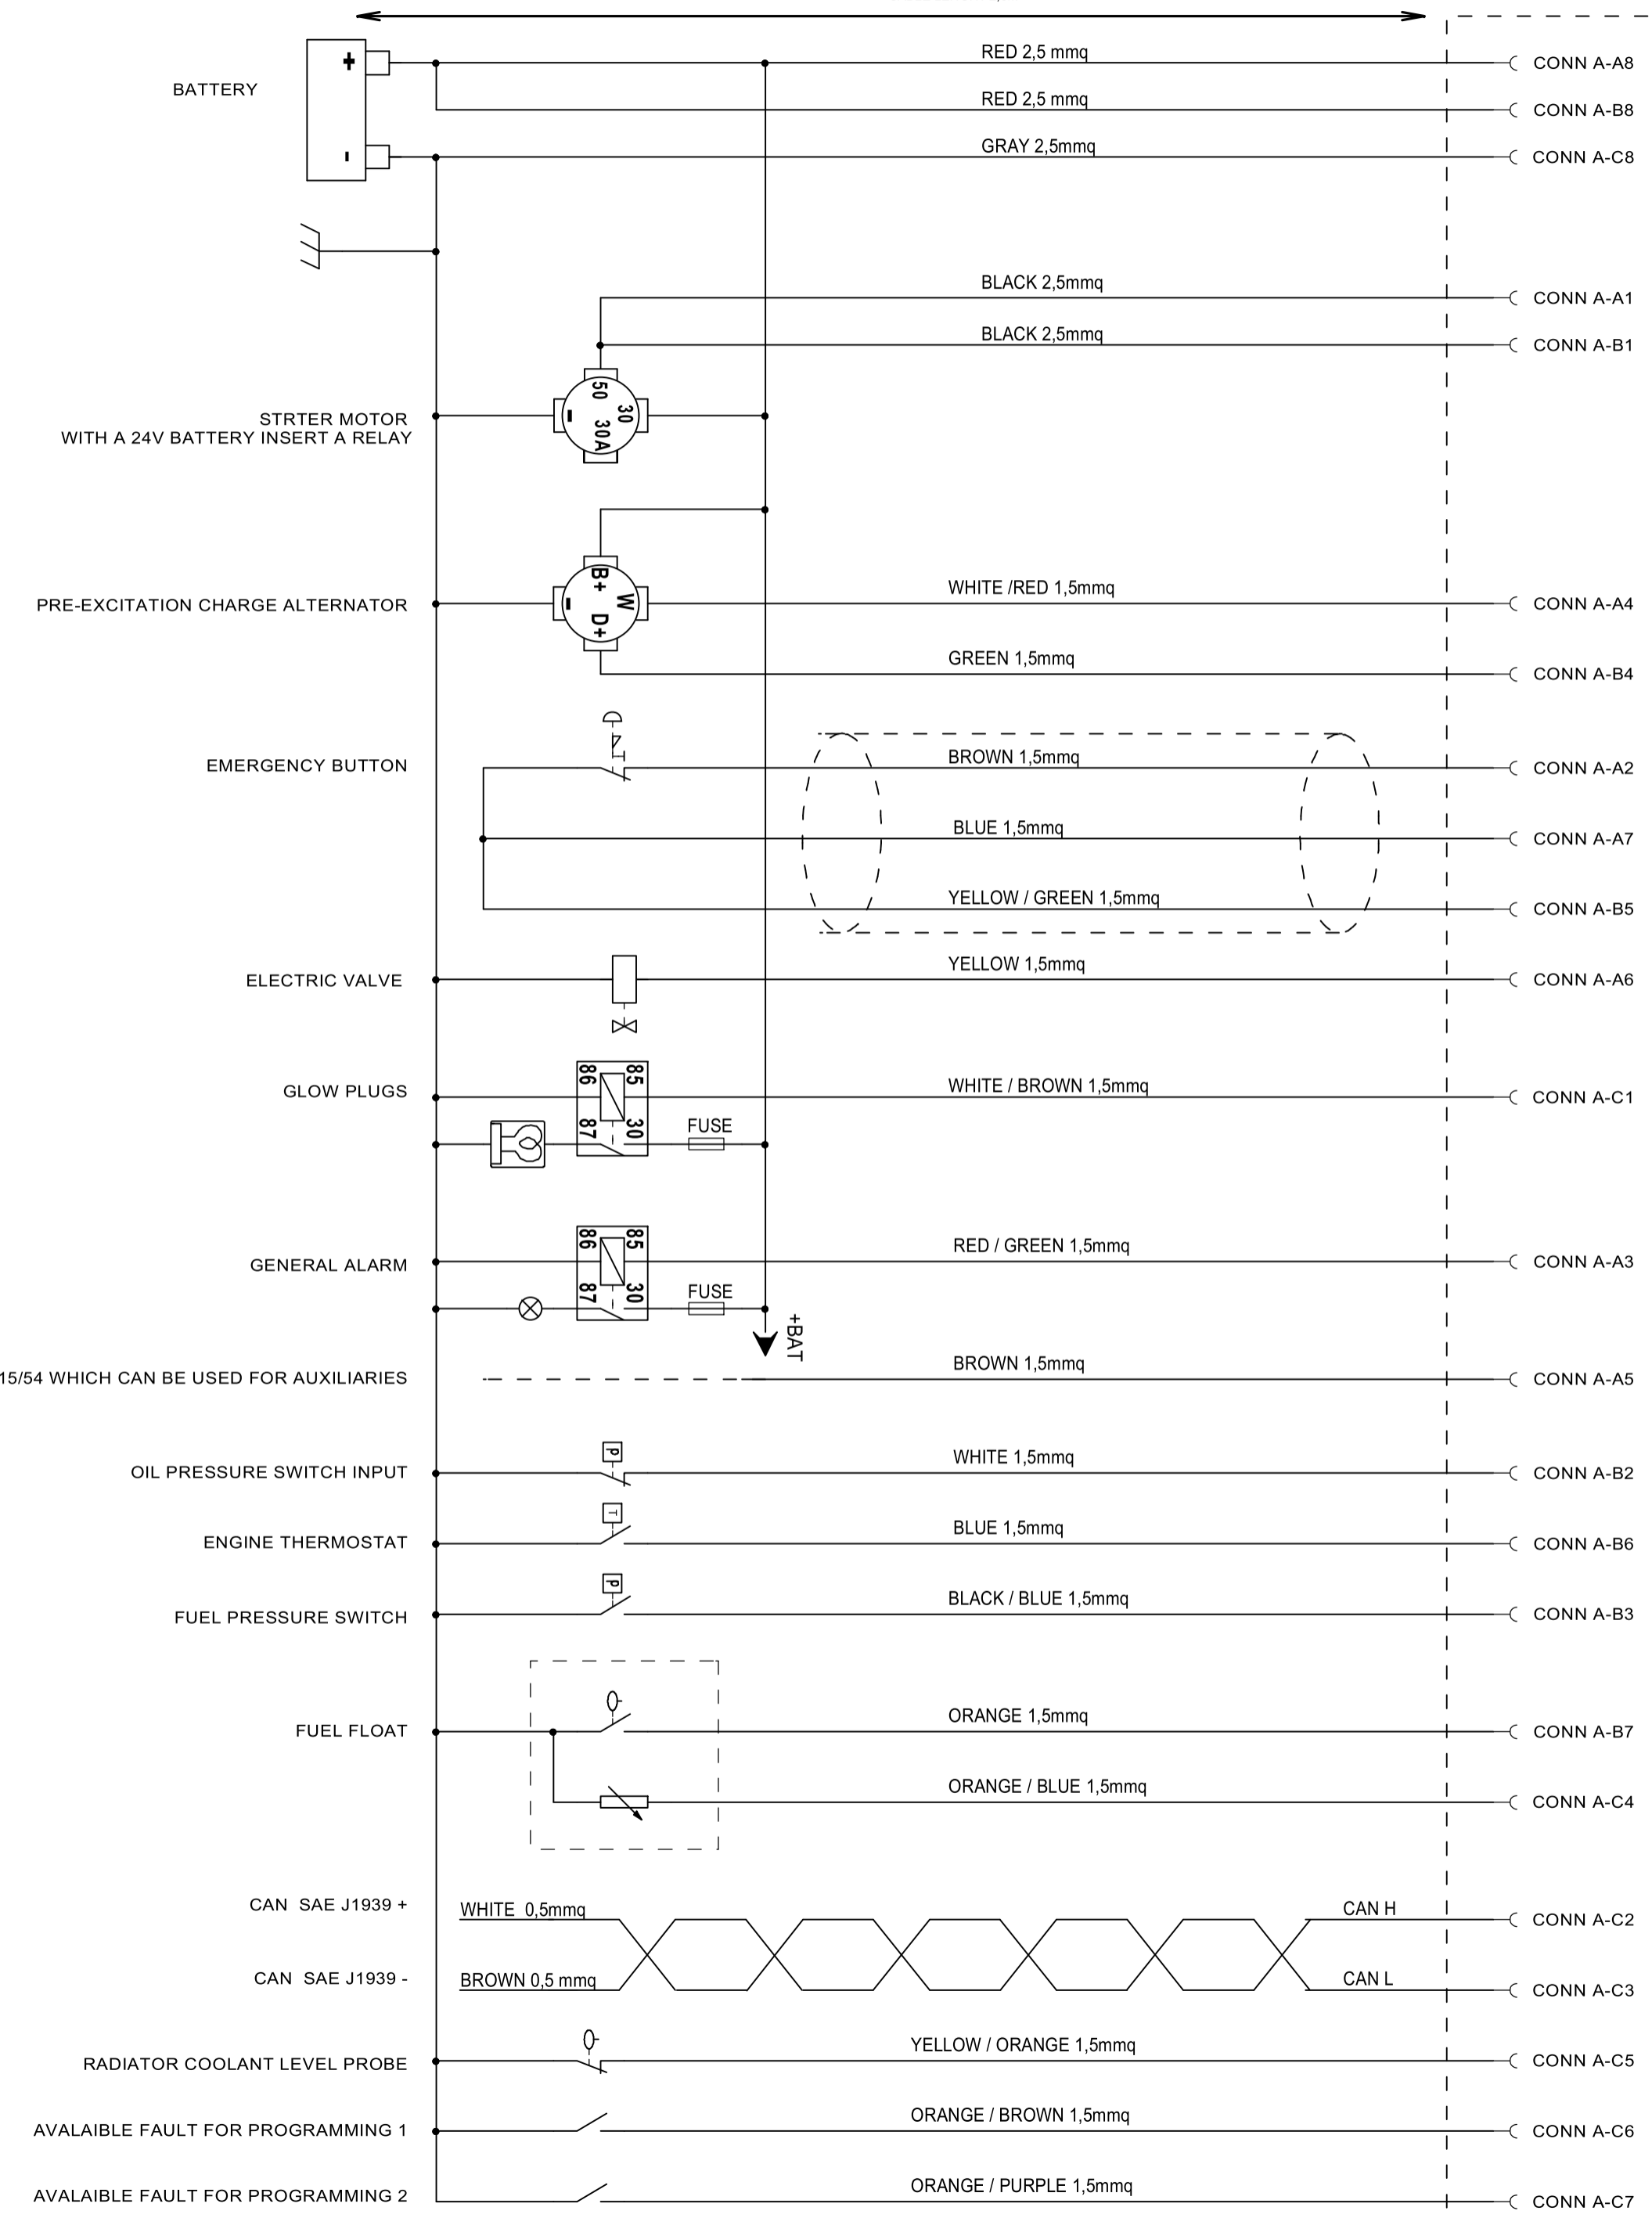 RED 2,5 mmq
CONN A-A8
BATTERY
+
RED 2,5 mmq
CONN A-B8
-
GRAY 2,5mmq
CONN A-C8
BLACK 2,5mmq
CONN A-A1
BLACK 2,5mmq
CONN A-B1
STRTER MOTOR
WITH A 24V BATTERY INSERT A RELAY
50
30
30A
-
B+
W
D+
-
PRE-EXCITATION CHARGE ALTERNATOR
WHITE /RED 1,5mmq
CONN A-A4
GREEN 1,5mmq
CONN A-B4
EMERGENCY BUTTON
BROWN 1,5mmq
CONN A-A2
BLUE 1,5mmq
CONN A-A7
YELLOW / GREEN 1,5mmq
CONN A-B5
ELECTRIC VALVE
YELLOW 1,5mmq
CONN A-A6
GLOW PLUGS
86 85
87 30
FUSE
WHITE / BROWN 1,5mmq
CONN A-C1
GENERAL ALARM
86 85
87 30
FUSE
RED / GREEN 1,5mmq
CONN A-A3
+BAT
15/54 WHICH CAN BE USED FOR AUXILIARIES
BROWN 1,5mmq
CONN A-A5
OIL PRESSURE SWITCH INPUT
P
WHITE 1,5mmq
CONN A-B2
ENGINE THERMOSTAT
T
BLUE 1,5mmq
CONN A-B6
FUEL PRESSURE SWITCH
P
BLACK / BLUE 1,5mmq
CONN A-B3
FUEL FLOAT
ORANGE 1,5mmq
CONN A-B7
ORANGE / BLUE 1,5mmq
CONN A-C4
CAN SAE J1939 +
WHITE 0,5mmq
CAN H
CONN A-C2
CAN SAE J1939 -
BROWN 0,5 mmq
CAN L
CONN A-C3
RADIATOR COOLANT LEVEL PROBE
YELLOW / ORANGE 1,5mmq
CONN A-C5
AVALAIBLE FAULT FOR PROGRAMMING 1
ORANGE / BROWN 1,5mmq
CONN A-C6
AVALAIBLE FAULT FOR PROGRAMMING 2
ORANGE / PURPLE 1,5mmq
CONN A-C7